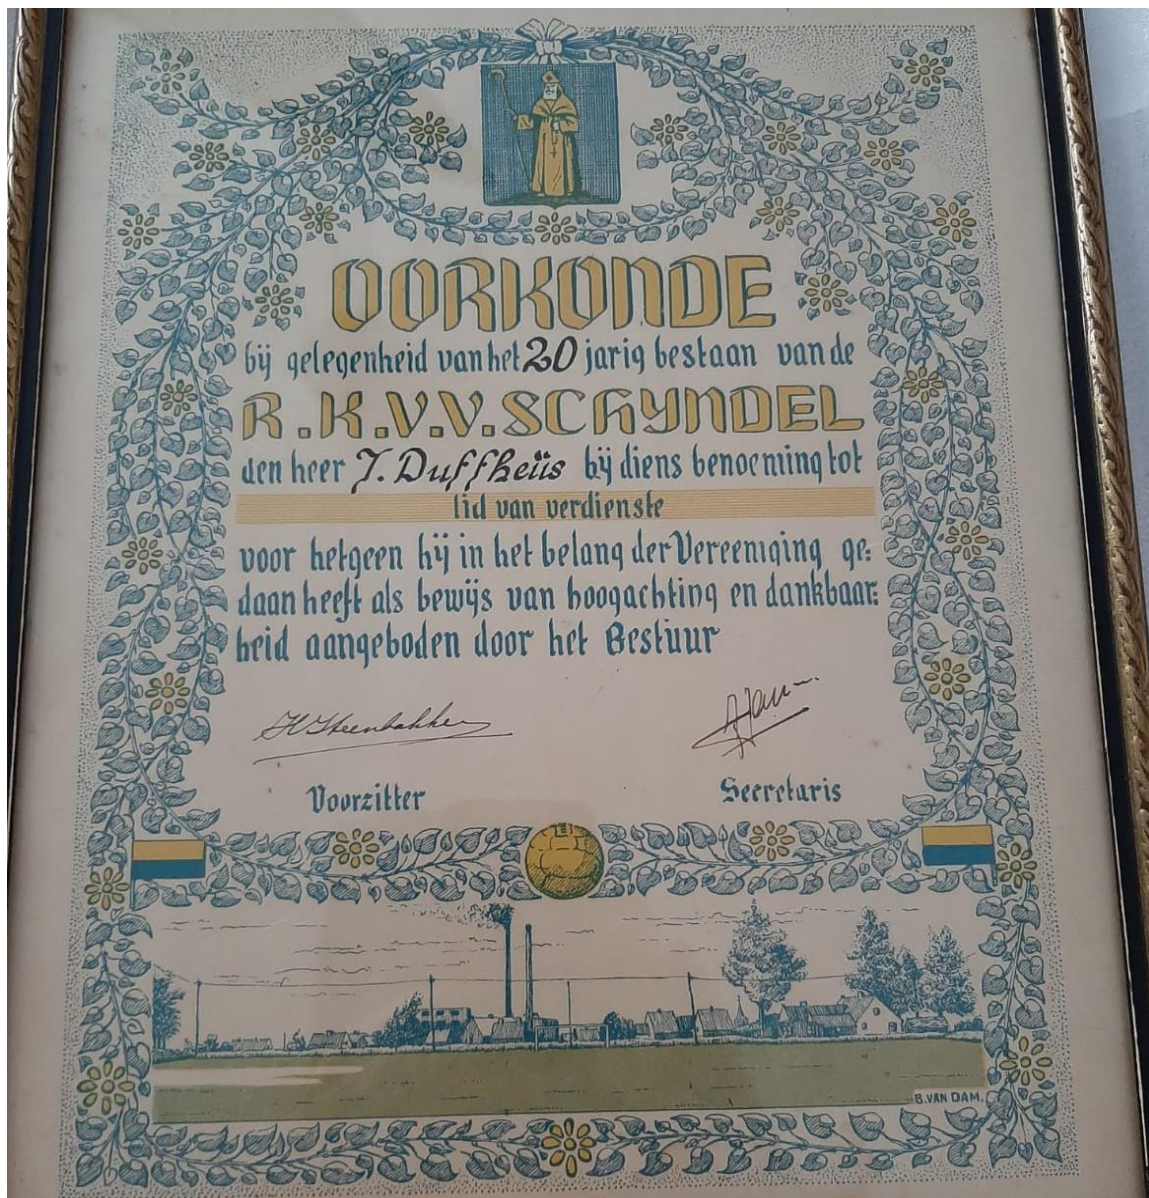 OORKONDE
bij gelegenheid van het 20 jarig bestaan van de
R.K.V.V. SCHYNDEL
den heer J. Duffheüs bij diens benoeming tot
lid van verdienste
voor hetgeen hij in het belang der Vereeniging ge=
daan heeft als bewijs van hoogachting en dankbaar=
heid aangeboden door het Bestuur
Voorzitter Secretaris
B. VAN DAM.